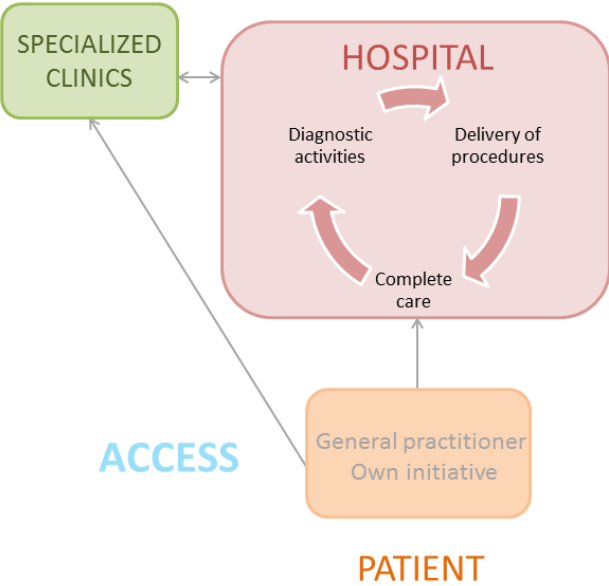 SPECIALIZED
CLINICS
HOSPITAL
Diagnostic
activities
Delivery of
procedures
Complete
care
General practitioner
Own initiative
ACCESS
PATIENT